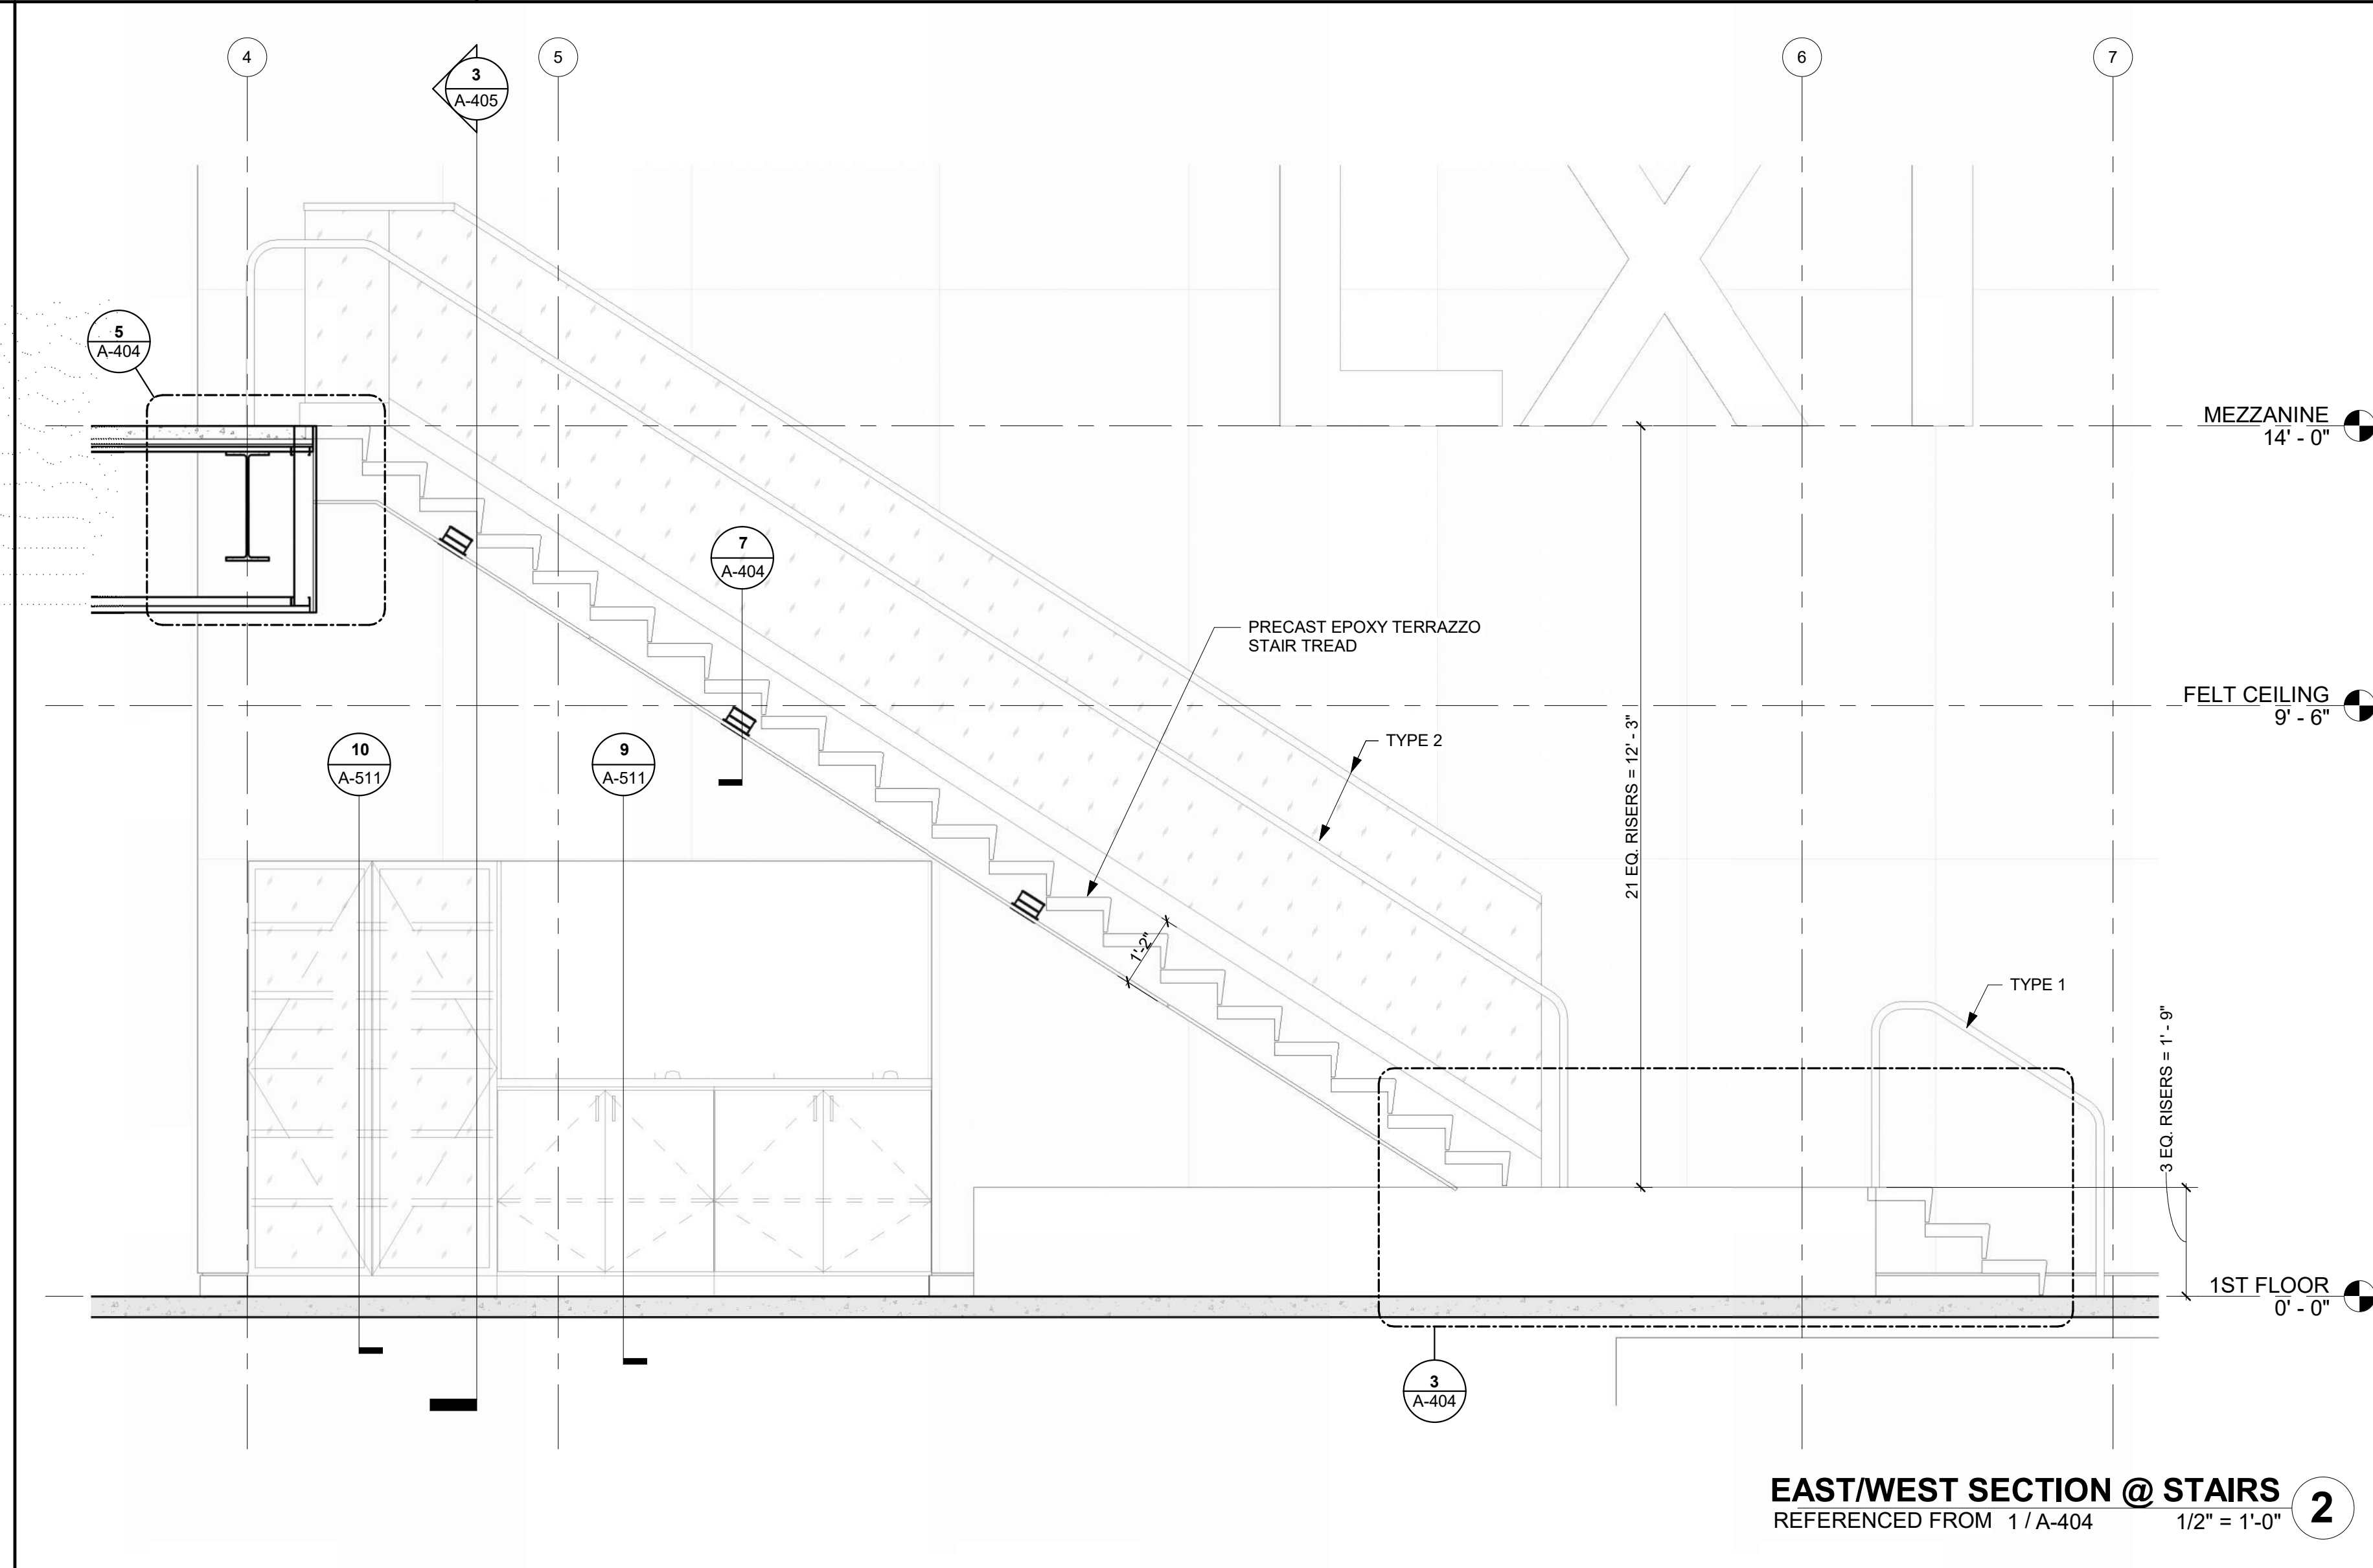 4
3
A-405
5
6
7
LXI
5
A-404
MEZZANINE
14' - 0"
7
A-404
PRECAST EPOXY TERRAZZO
STAIR TREAD
FELT CEILING
9' - 6"
21 EQ. RISERS = 12' - 3"
TYPE 2
10
A-511
9
A-511
1'-2"
TYPE 1
3 EQ. RISERS = 1' - 9"
1ST FLOOR
0' - 0"
3
A-404
EAST/WEST SECTION @ STAIRS
2
REFERENCED FROM 1 / A-404 1/2" = 1'-0"